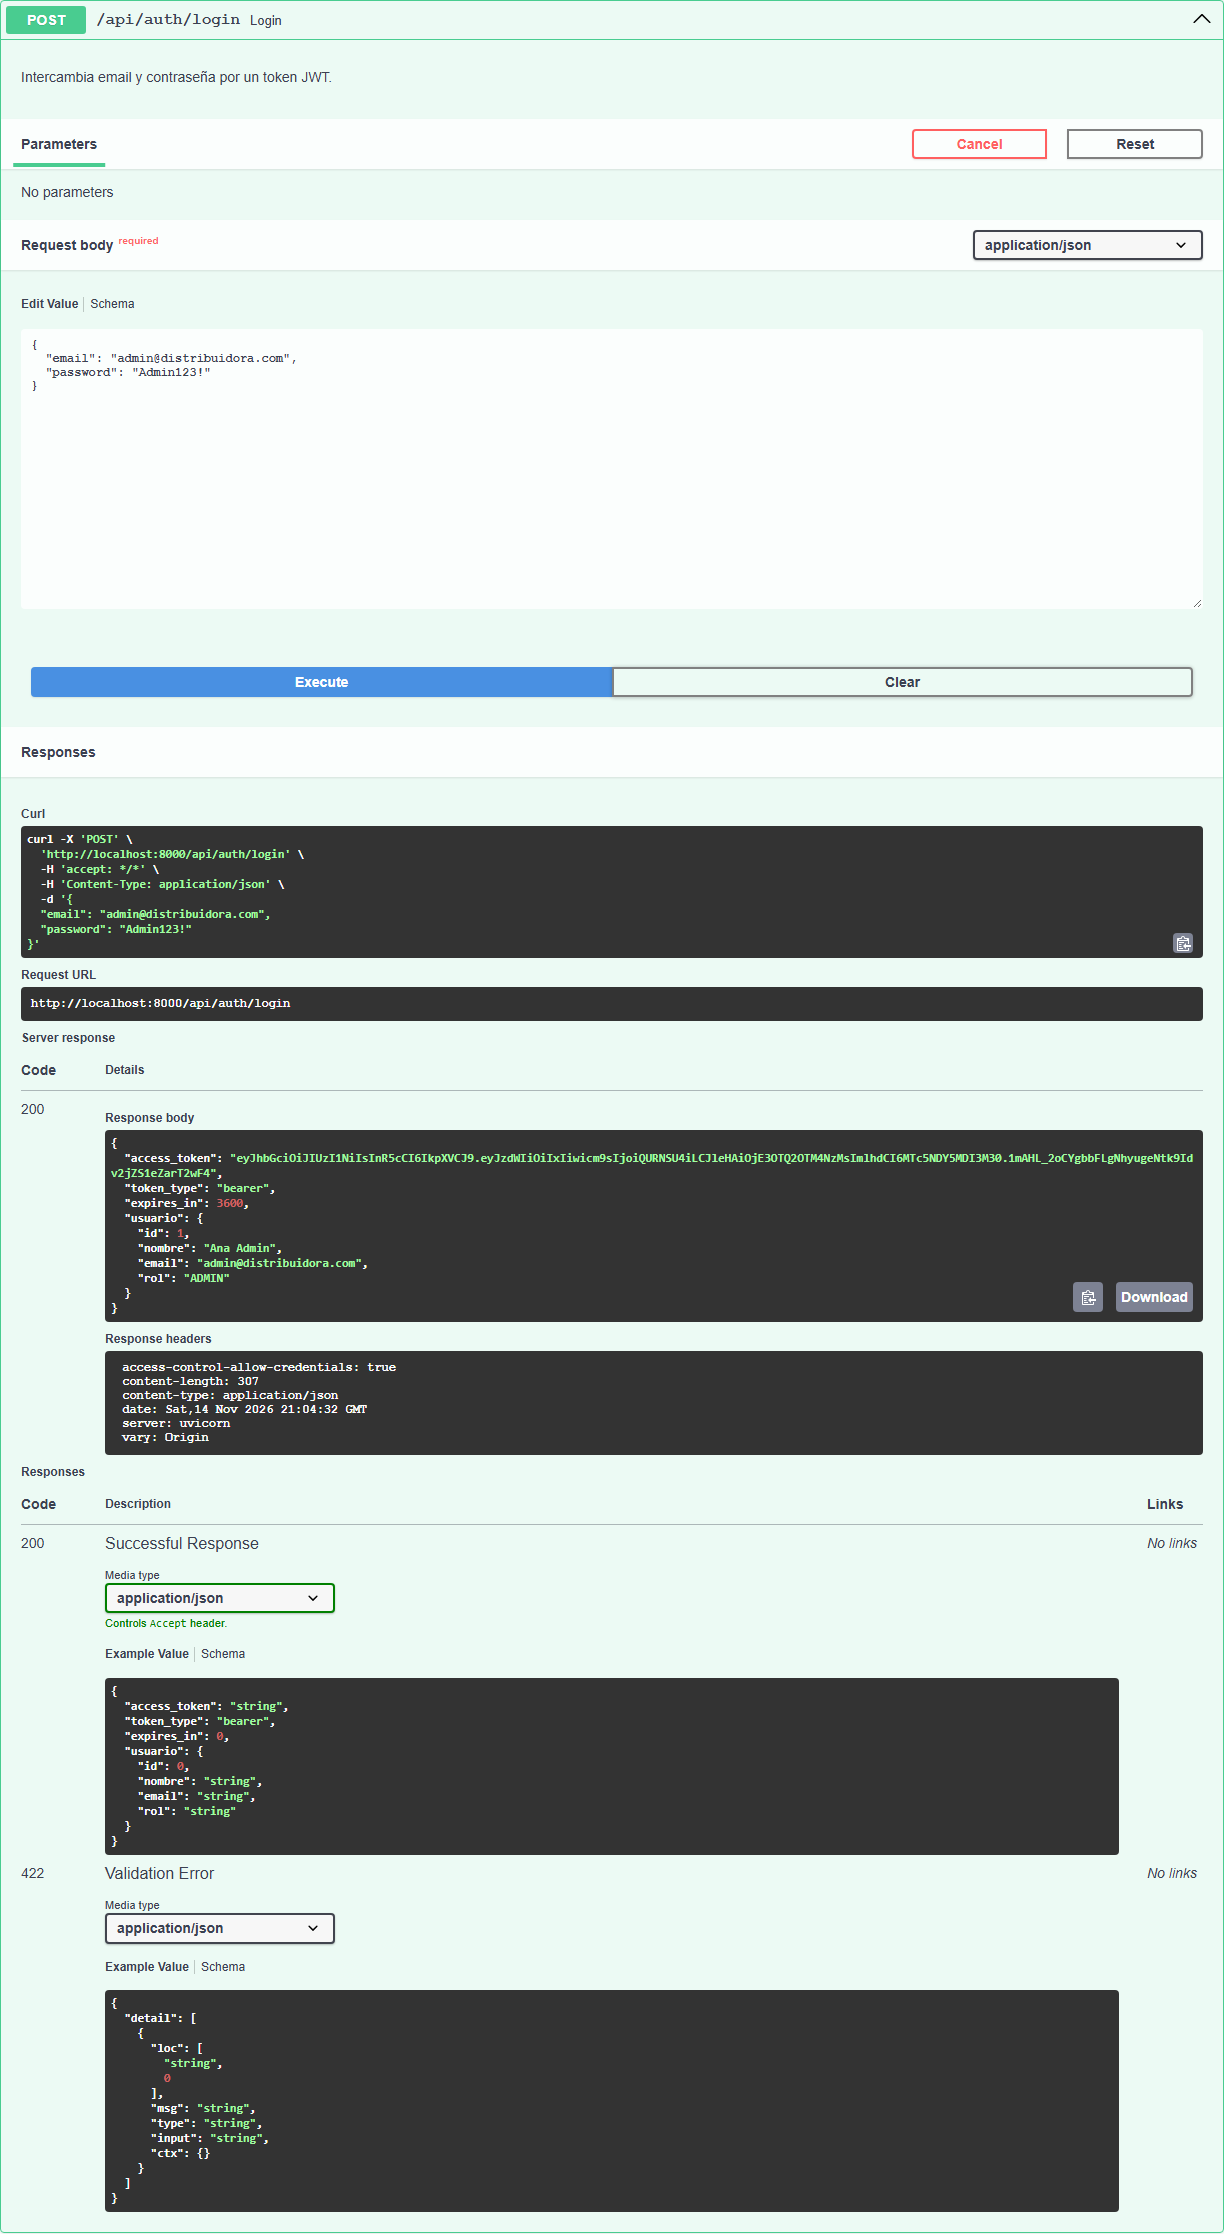 POST /api/auth/login Login
Intercambia email y contraseña por un token JWT.
Parameters
Cancel
Reset
No parameters
Request body required
application/json
Edit Value | Schema
{
  "email": "admin@distribuidora.com",
  "password": "Admin123!"
}
Execute
Clear
Responses
Curl
curl -X 'POST' \
  'http://localhost:8000/api/auth/login' \
  -H 'accept: */*' \
  -H 'Content-Type: application/json' \
  -d '{
  "email": "admin@distribuidora.com",
  "password": "Admin123!"
}'
Request URL
http://localhost:8000/api/auth/login
Server response
Code Details
200
Response body
{
  "access_token": "eyJhbGciOiJIUzI1NiIsInR5cCI6IkpXVCJ9.eyJzdWIiOiIxIiwicm9sIjoiQURNSU4iLCJleHAiOjE3OTQ2OTM4NzMsImlhdCI6MTc5NDY5MDI3M30.1mAHL_2oCYgbbFLgNhyugeNtk9Id
v2jZS1eZarT2wF4",
  "token_type": "bearer",
  "expires_in": 3600,
  "usuario": {
    "id": 1,
    "nombre": "Ana Admin",
    "email": "admin@distribuidora.com",
    "rol": "ADMIN"
  }
}
Download
Response headers
access-control-allow-credentials: true
content-length: 307
content-type: application/json
date: Sat,14 Nov 2026 21:04:32 GMT
server: uvicorn
vary: Origin
Responses
Code Description Links
200 Successful Response No links
Media type
application/json
Controls Accept header.
Example Value | Schema
{
  "access_token": "string",
  "token_type": "bearer",
  "expires_in": 0,
  "usuario": {
    "id": 0,
    "nombre": "string",
    "email": "string",
    "rol": "string"
  }
}
422 Validation Error No links
Media type
application/json
Example Value | Schema
{
  "detail": [
    {
      "loc": [
        "string",
        0
      ],
      "msg": "string",
      "type": "string",
      "input": "string",
      "ctx": {}
    }
  ]
}